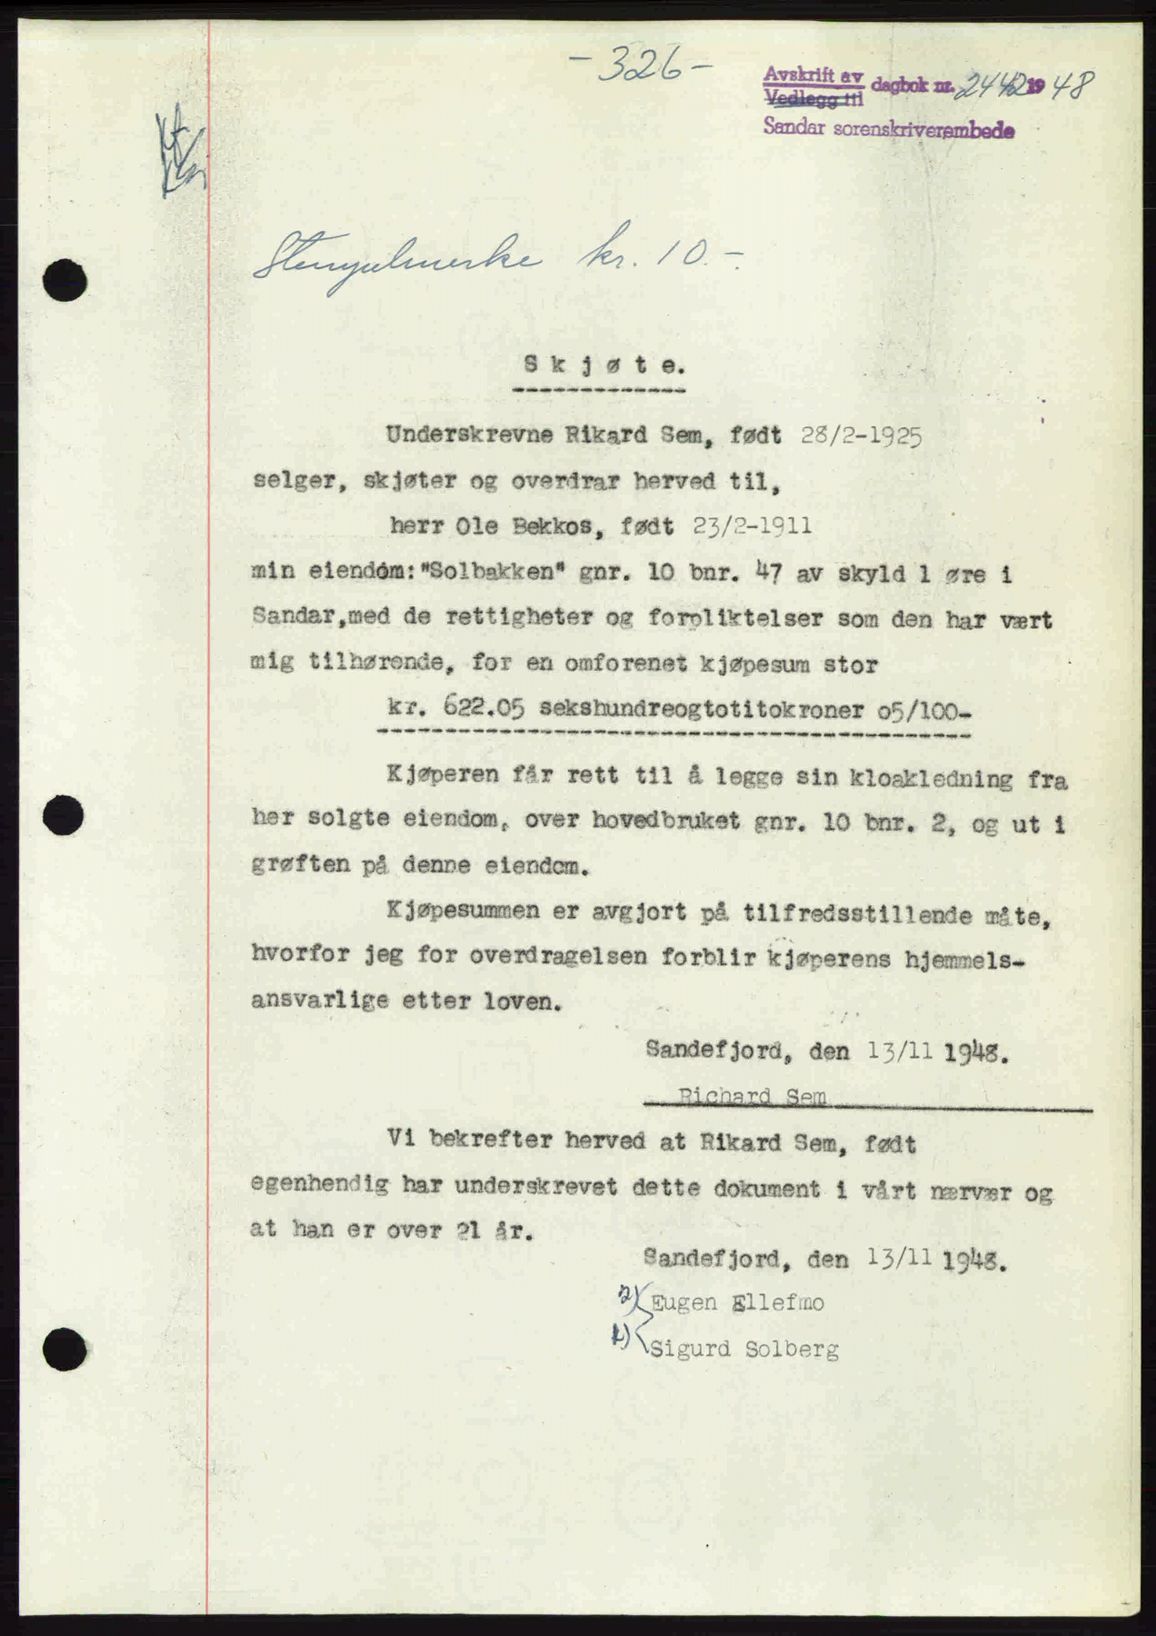 -326-
Avskrift av
Vedlegg til dagbok nr. 2442 1948
Sandar sorenskriverembede
Stempelmerke kr. 10.-.
Skjøte.
Underskrevne Rikard Sem, født 28/2-1925
selger, skjøter og overdrar herved til,
herr Ole Bekkos, født 23/2-1911
min eiendom: "Solbakken" gnr. 10 bnr. 47 av skyld 1 øre i
Sandar, med de rettigheter og forpliktelser som den har vært
mig tilhørende, for en omforenet kjøpesum stor
kr. 622.05 sekshundreogtotitokroner o5/100-
Kjøperen får rett til å legge sin kloakledning fra
her solgte eiendom, over hovedbruket gnr. 10 bnr. 2, og ut i
grøften på denne eiendom.
Kjøpesummen er avgjort på tilfredsstillende måte,
hvorfor jeg for overdragelsen forblir kjøperens hjemmels-
ansvarlige etter loven.
Sandefjord, den 13/11 1948.
Richard Sem
Vi bekrefter herved at Rikard Sem, født
egenhendig har underskrevet dette dokument i vårt nærvær og
at han er over 21 år.
Sandefjord, den 13/11 1948.
2) Eugen Ellefmo
1) Sigurd Solberg